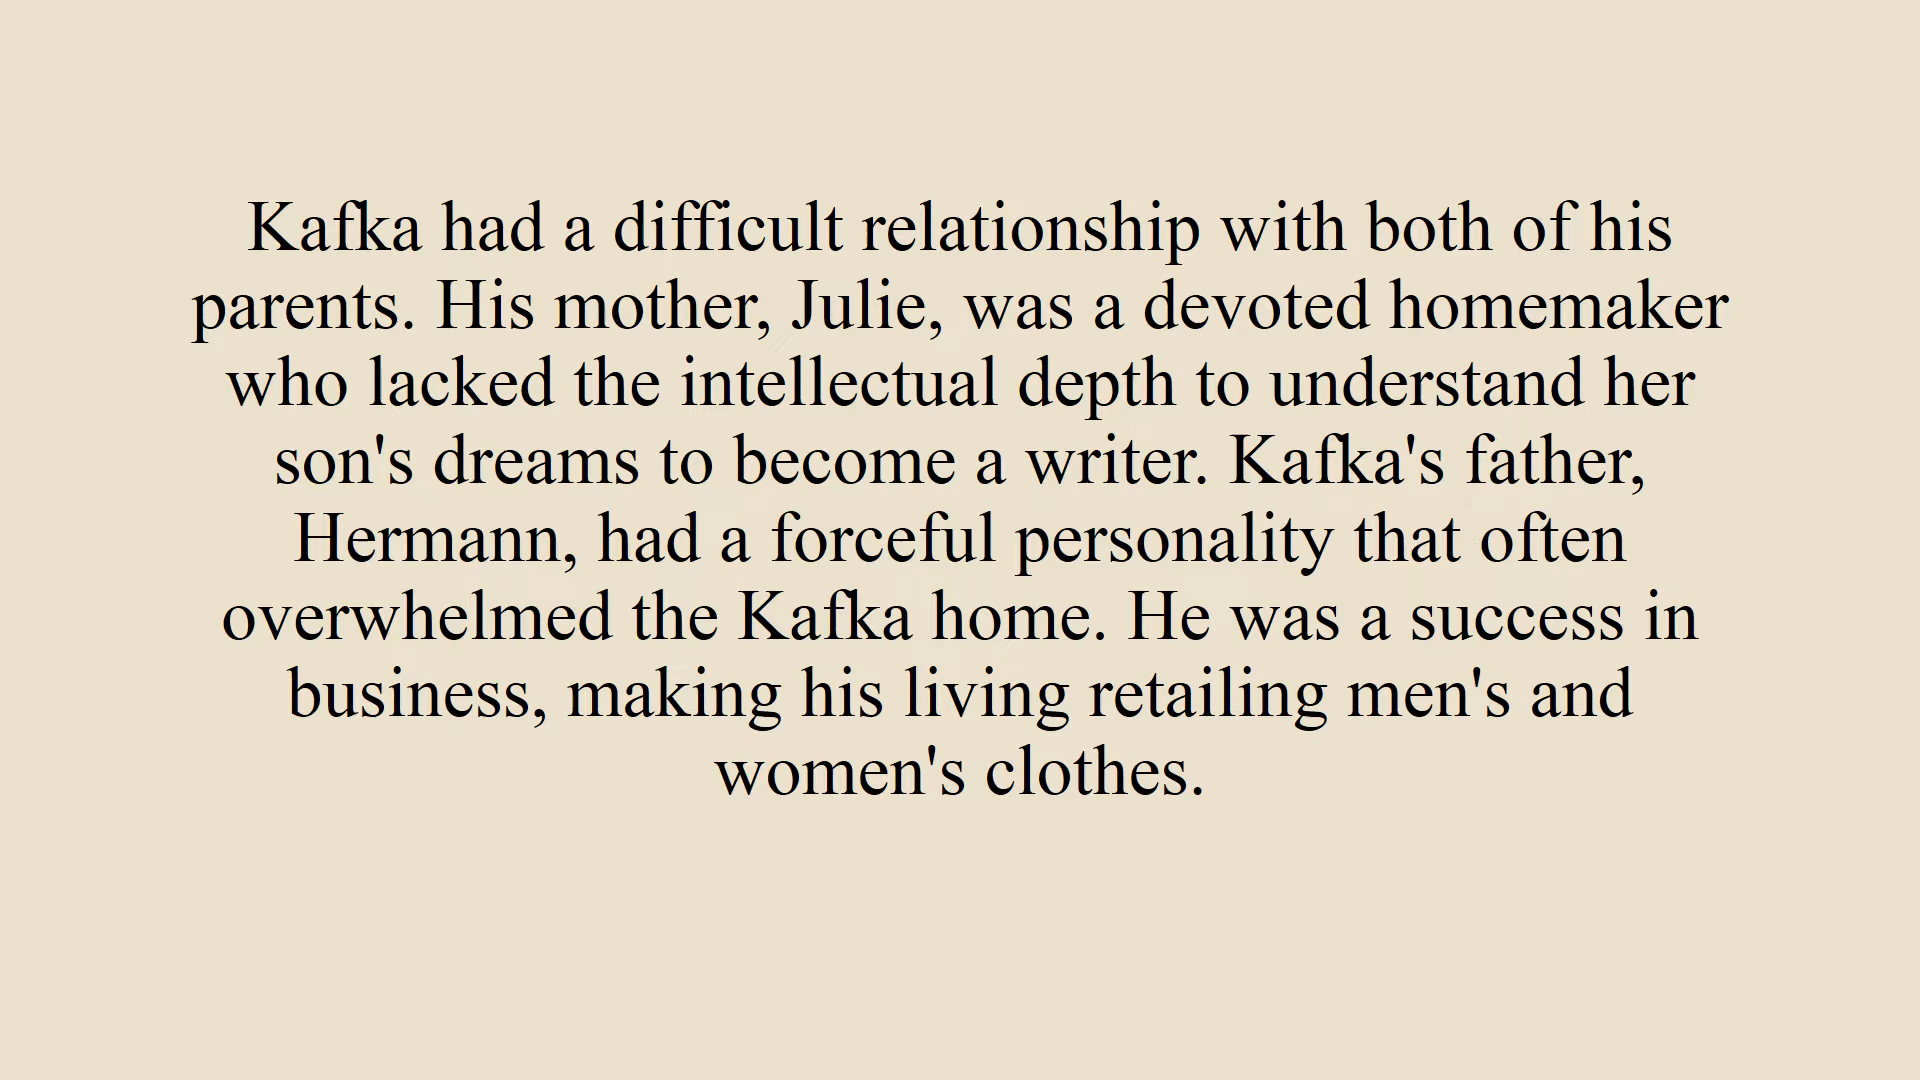 Kafka had a difficult relationship with both of his
parents. His mother, Julie, was a devoted homemaker
who lacked the intellectual depth to understand her
son's dreams to become a writer. Kafka's father,
Hermann, had a forceful personality that often
overwhelmed the Kafka home. He was a success in
business, making his living retailing men's and
women's clothes.